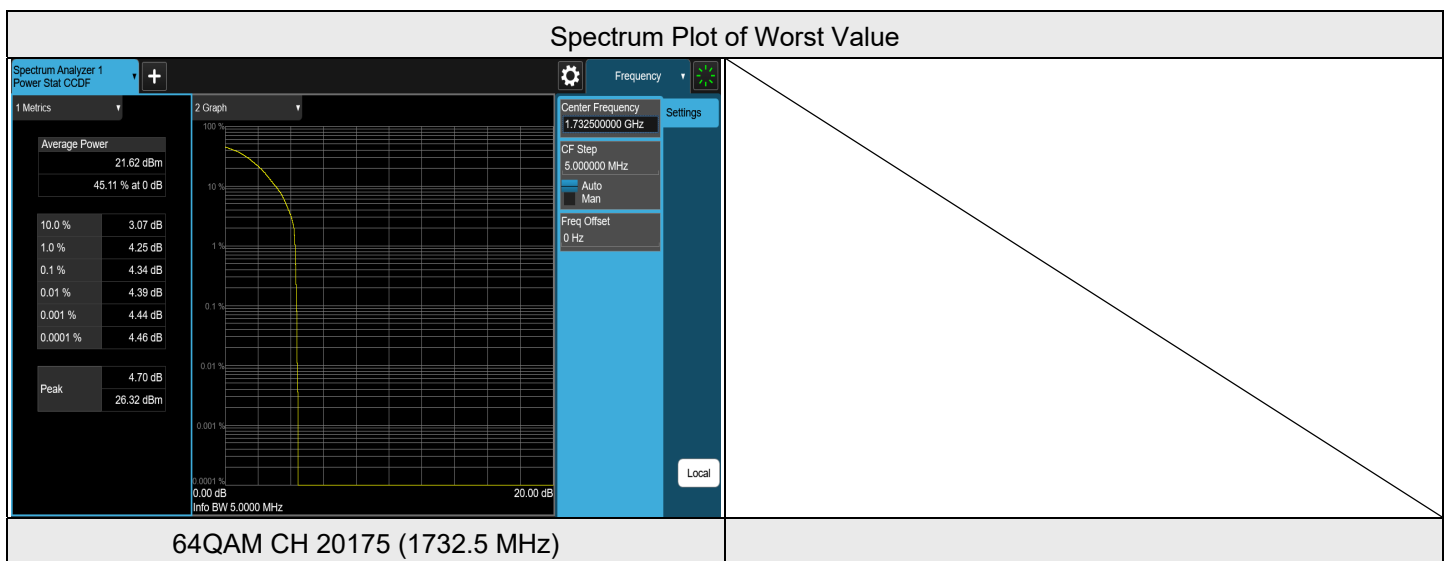 Spectrum Plot of Worst Value
Spectrum Analyzer 1
Power Stat CCDF
+
Frequency
1 Metrics
2 Graph
Average Power
21.62 dBm
45.11 % at 0 dB
10.0 % 3.07 dB
1.0 % 4.25 dB
0.1 % 4.34 dB
0.01 % 4.39 dB
0.001 % 4.44 dB
0.0001 % 4.46 dB
Peak 4.70 dB
26.32 dBm
100 %
10 %
1 %
0.1 %
0.01 %
0.001 %
0.0001 %
0.00 dB 20.00 dB
Info BW 5.0000 MHz
Center Frequency
1.732500000 GHz
Settings
CF Step
5.000000 MHz
Auto
Man
Freq Offset
0 Hz
Local
64QAM CH 20175 (1732.5 MHz)